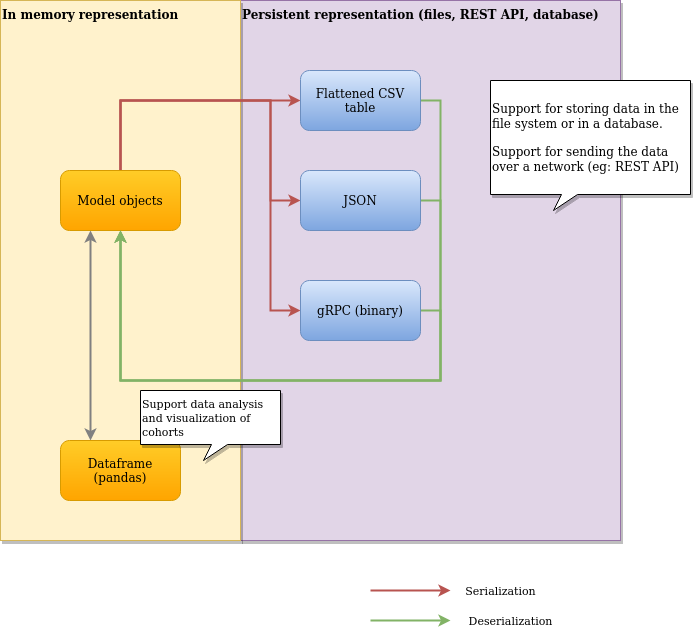 In memory representation
Persistent representation (files, REST API, database)
Flattened CSV
table
Support for storing data in the
file system or in a database.
Support for sending the data
over a network (eg: REST API)
Model objects
JSON
gRPC (binary)
Support data analysis
and visualization of
cohorts
Dataframe
(pandas)
Serialization
Deserialization